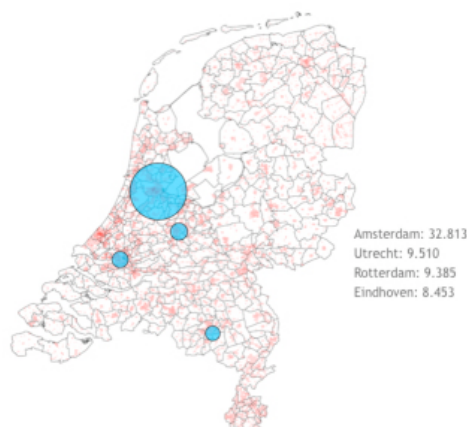 Amsterdam: 32.813
Utrecht: 9.510
Rotterdam: 9.385
Eindhoven: 8.453